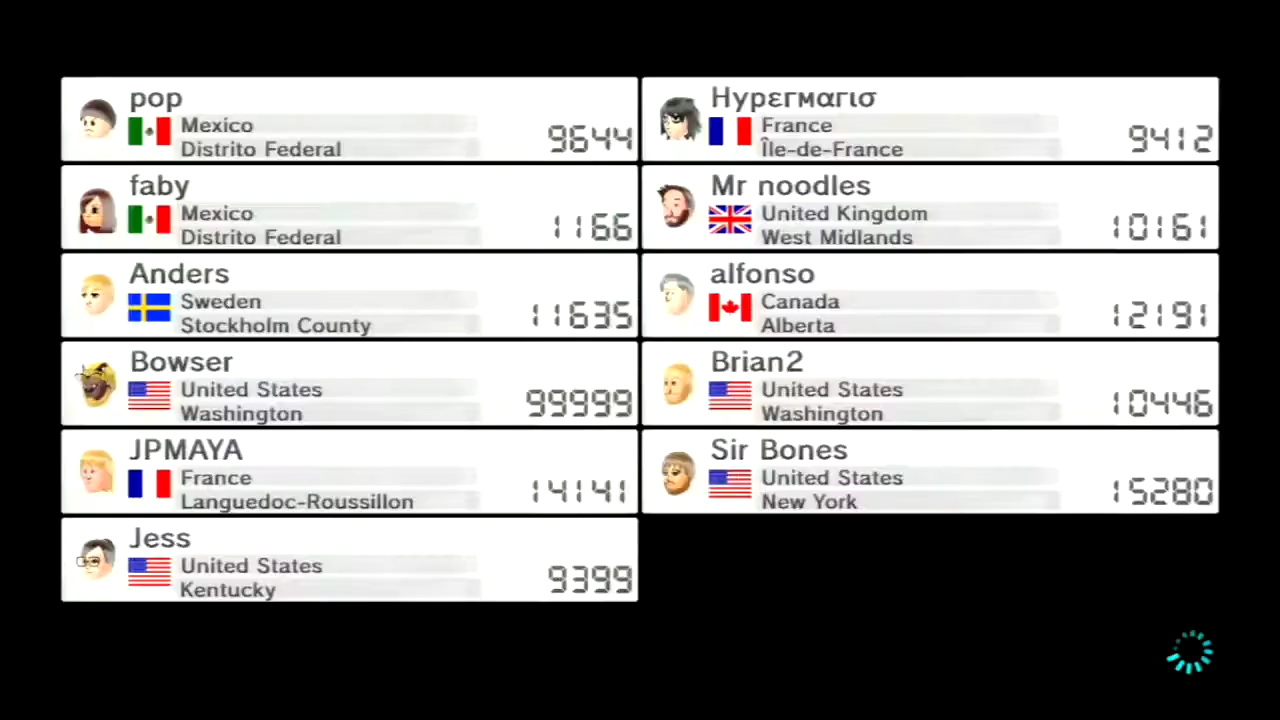 pop
Mexico
Distrito Federal
9644
Hypεrмαrισ
France
Île-de-France
9412
faby
Mexico
Distrito Federal
1166
Mr noodles
United Kingdom
West Midlands
10161
Anders
Sweden
Stockholm County
11635
alfonso
Canada
Alberta
12191
Bowser
United States
Washington
99999
Brian2
United States
Washington
10446
JPMAYA
France
Languedoc-Roussillon
14141
Sir Bones
United States
New York
15280
Jess
United States
Kentucky
9399